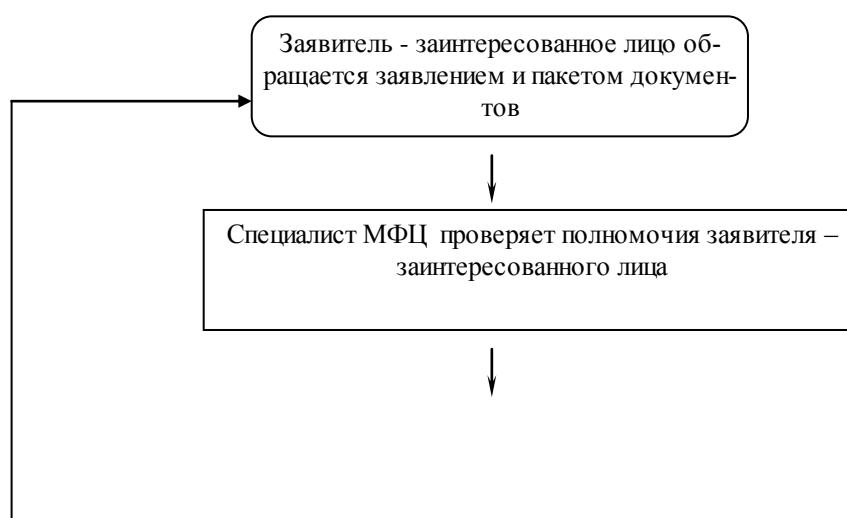 Заявитель - заинтересованное лицо об-
ращается заявлением и пакетом докумен-
тов
Специалист МФЦ  проверяет полномочия заявителя –
заинтересованного лица